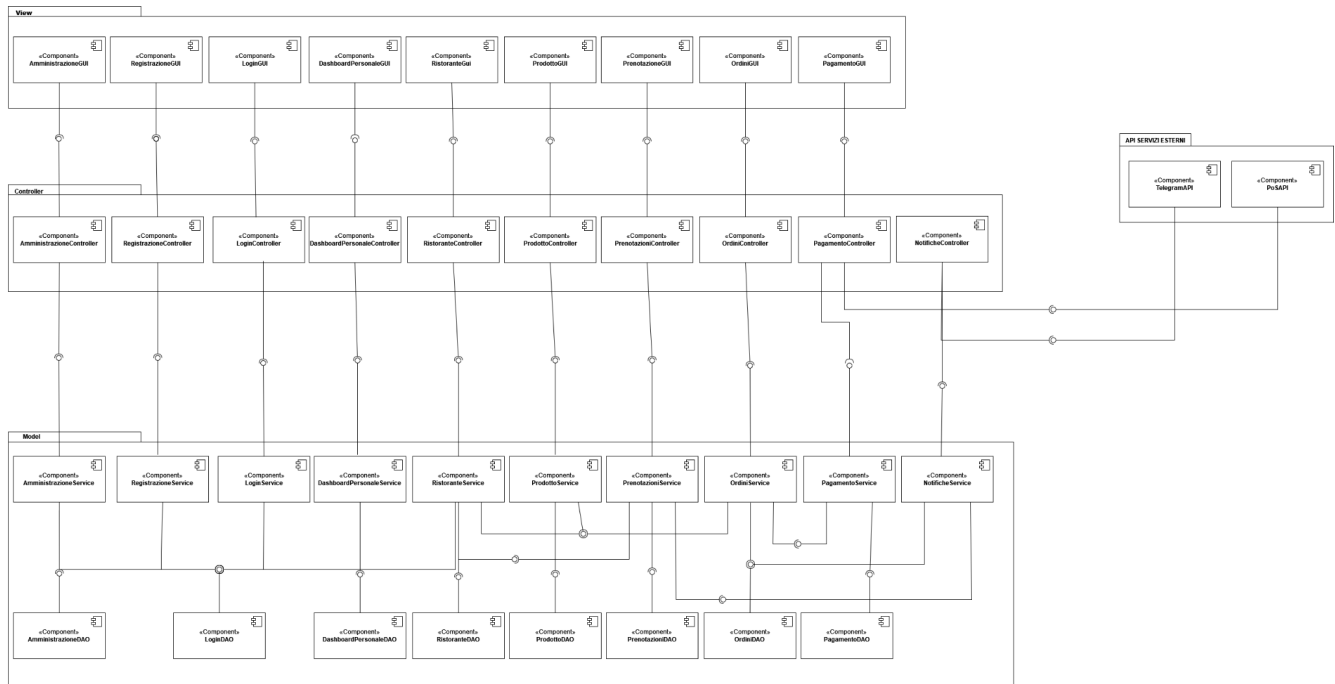 View
«Component»
AmministrazioneGUI
«Component»
RegistrazioneGUI
«Component»
LoginGUI
«Component»
DashboardPersonaleGUI
«Component»
RistoranteGui
«Component»
ProdottoGUI
«Component»
PrenotazioneGUI
«Component»
OrdiniGUI
«Component»
PagamentoGUI
API SERVIZI ESTERNI
«Component»
TelegramAPI
«Component»
PoSAPI
Controller
«Component»
AmministrazioneController
«Component»
RegistrazioneController
«Component»
LoginController
«Component»
DashboardPersonaleController
«Component»
RistoranteController
«Component»
ProdottoController
«Component»
PrenotazioniController
«Component»
OrdiniController
«Component»
PagamentoController
«Component»
NotificheController
Model
«Component»
AmministrazioneService
«Component»
RegistrazioneService
«Component»
LoginService
«Component»
DashboardPersonaleService
«Component»
RistoranteService
«Component»
ProdottoService
«Component»
PrenotazioniService
«Component»
OrdiniService
«Component»
PagamentoService
«Component»
NotificheService
«Component»
AmministrazioneDAO
«Component»
LoginDAO
«Component»
DashboardPersonaleDAO
«Component»
RistoranteDAO
«Component»
ProdottoDAO
«Component»
PrenotazioniDAO
«Component»
OrdiniDAO
«Component»
PagamentoDAO